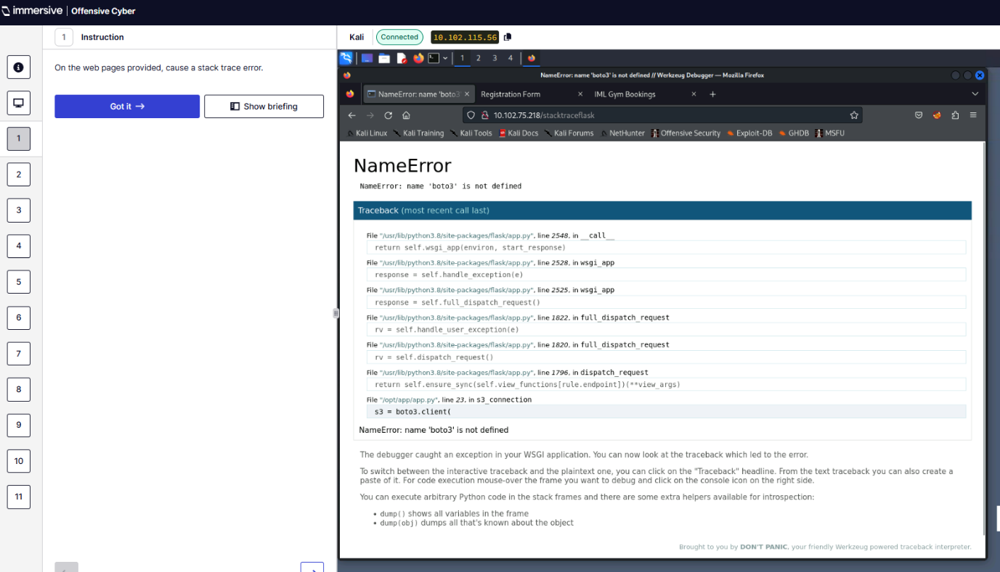 immersive | Offensive Cyber
1 Instruction
On the web pages provided, cause a stack trace error.
Got it →
Show briefing
1
2
3
4
5
6
7
8
9
10
11
Kali Connected 10.102.115.56
1 2 3 4
NameError: name 'boto3' is not defined // Werkzeug Debugger — Mozilla Firefox
NameError: name 'boto3 × Registration Form × IML Gym Bookings × +
10.102.75.218/stacktraceflask
Kali Linux Kali Training Kali Tools Kali Docs Kali Forums NetHunter Offensive Security Exploit-DB GHDB MSFU
NameError
NameError: name 'boto3' is not defined
Traceback (most recent call last)
File "/usr/lib/python3.8/site-packages/flask/app.py", line 2548, in __call__
return self.wsgi_app(environ, start_response)
File "/usr/lib/python3.8/site-packages/flask/app.py", line 2528, in wsgi_app
response = self.handle_exception(e)
File "/usr/lib/python3.8/site-packages/flask/app.py", line 2525, in wsgi_app
response = self.full_dispatch_request()
File "/usr/lib/python3.8/site-packages/flask/app.py", line 1822, in full_dispatch_request
rv = self.handle_user_exception(e)
File "/usr/lib/python3.8/site-packages/flask/app.py", line 1820, in full_dispatch_request
rv = self.dispatch_request()
File "/usr/lib/python3.8/site-packages/flask/app.py", line 1796, in dispatch_request
return self.ensure_sync(self.view_functions[rule.endpoint])(**view_args)
File "/opt/app/app.py", line 23, in s3_connection
s3 = boto3.client(
NameError: name 'boto3' is not defined
The debugger caught an exception in your WSGI application. You can now look at the traceback which led to the error.
To switch between the interactive traceback and the plaintext one, you can click on the "Traceback" headline. From the text traceback you can also create a
paste of it. For code execution mouse-over the frame you want to debug and click on the console icon on the right side.
You can execute arbitrary Python code in the stack frames and there are some extra helpers available for introspection:
• dump() shows all variables in the frame
• dump(obj) dumps all that's known about the object
Brought to you by DON'T PANIC, your friendly Werkzeug powered traceback interpreter.